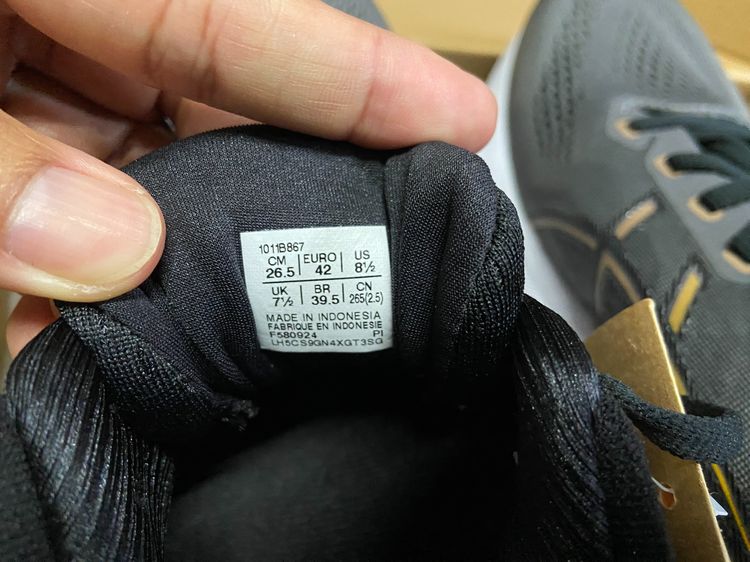 1011B867
CM EURO US
26.5 42 8½
UK BR CN
7½ 39.5 265(2.5)
MADE IN INDONESIA
FABRIQUE EN INDONESIE
F580924 PI
LH5CS9GN4XGT3SG